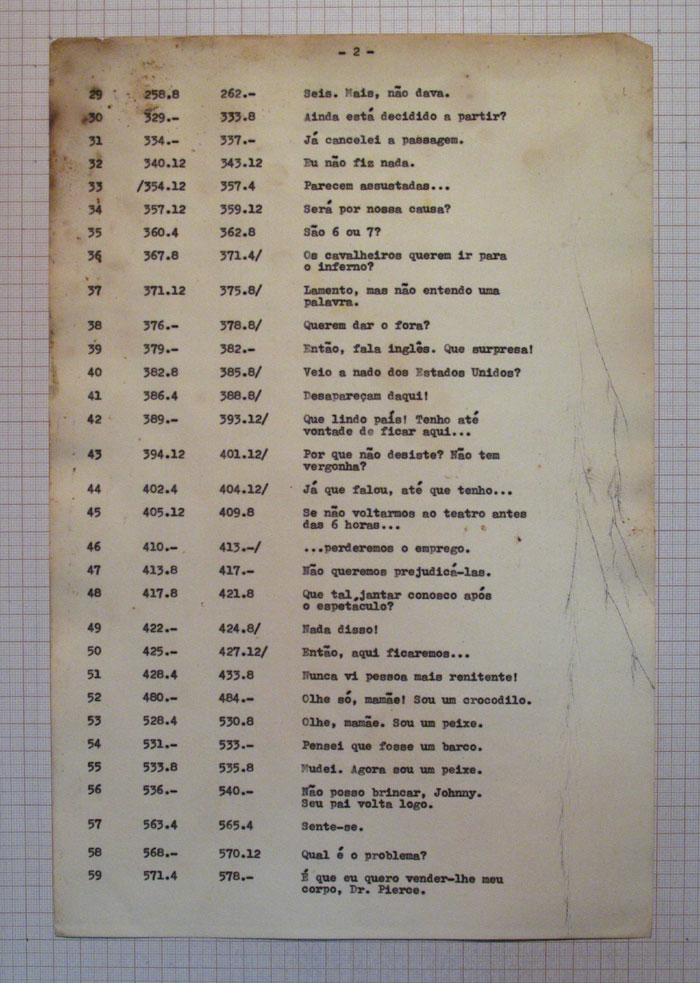 - 2 -
29 258.8 262.- Seis. Mais, não dava.
30 329.- 333.8 Ainda está decidido a partir?
31 334.- 337.- Já cancelei a passagem.
32 340.12 343.12 Eu não fiz nada.
33 /354.12 357.4 Parecem assustadas...
34 357.12 359.12 Será por nossa causa?
35 360.4 362.8 São 6 ou 7?
36 367.8 371.4/ Os cavalheiros querem ir para
o inferno?
37 371.12 375.8/ Lamento, mas não entendo uma
palavra.
38 376.- 378.8/ Querem dar o fora?
39 379.- 382.- Então, fala inglês. Que surpresa!
40 382.8 385.8/ Veio a nado dos Estados Unidos?
41 386.4 388.8/ Desapareçam daqui!
42 389.- 393.12/ Que lindo país! Tenho até
vontade de ficar aqui...
43 394.12 401.12/ Por que não desiste? Não tem
vergonha?
44 402.4 404.12/ Já que falou, até que tenho...
45 405.12 409.8 Se não voltarmos ao teatro antes
das 6 horas...
46 410.- 413.-/ ...perderemos o emprego.
47 413.8 417.- Não queremos prejudicá-las.
48 417.8 421.8 Que tal jantar conosco após
o espetáculo?
49 422.- 424.8/ Nada disso!
50 425.- 427.12/ Então, aqui ficaremos...
51 428.4 433.8 Nunca vi pessoa mais renitente!
52 480.- 484.- Olhe só, mamãe! Sou um crocodilo.
53 528.4 530.8 Olhe, mamãe. Sou um peixe.
54 531.- 533.- Pensei que fosse um barco.
55 533.8 535.8 Mudei. Agora sou um peixe.
56 536.- 540.- Não posso brincar, Johnny.
Seu pai volta logo.
57 563.4 565.4 Sente-se.
58 568.- 570.12 Qual é o problema?
59 571.4 578.- É que eu quero vender-lhe meu
corpo, Dr. Pierce.